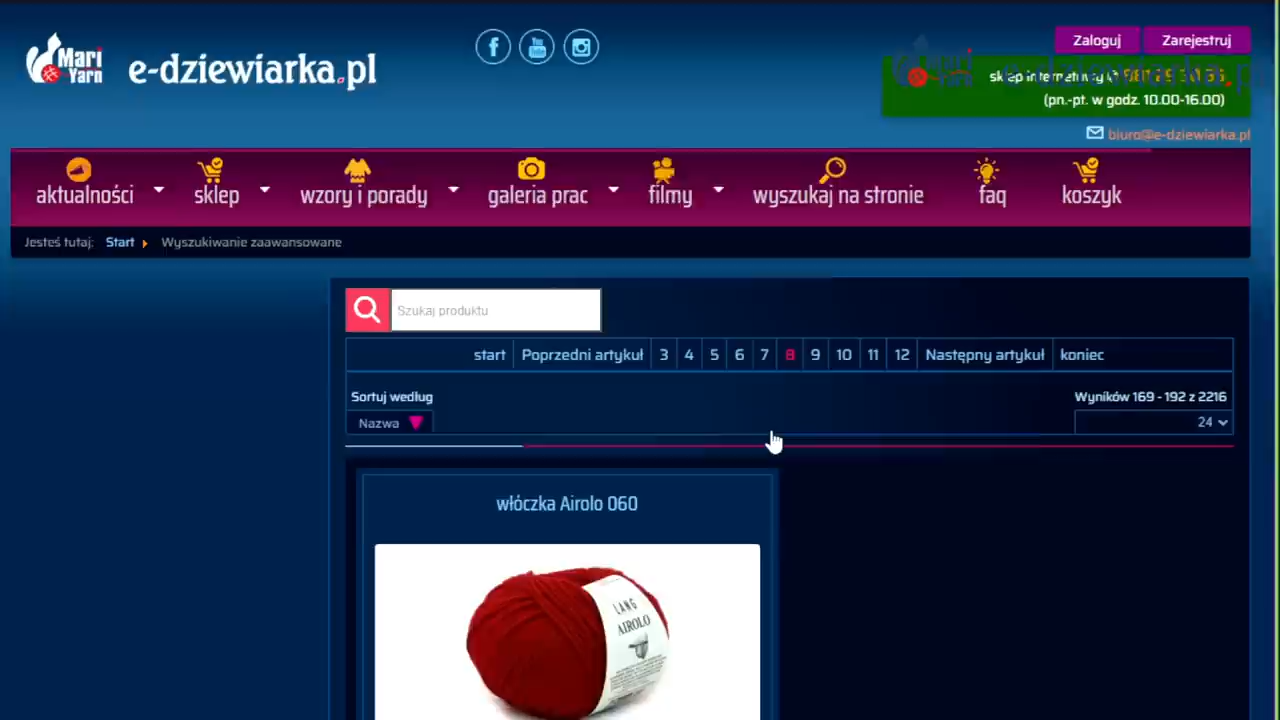 Mari Yarn
e-dziewiarka.pl
Zaloguj
Zarejestruj
sklep internetowy
(pn.-pt. w godz. 10.00-16.00)
biuro@e-dziewiarka.pl
aktualności
sklep
wzory i porady
galeria prac
filmy
wyszukaj na stronie
faq
koszyk
Jesteś tutaj: Start Wyszukiwanie zaawansowane
Szukaj produktu
start Poprzedni artykuł 3 4 5 6 7 8 9 10 11 12 Następny artykuł koniec
Sortuj według
Wyników 169 - 192 z 2216
Nazwa
24
włóczka Airolo 060
LANG
AIROLO